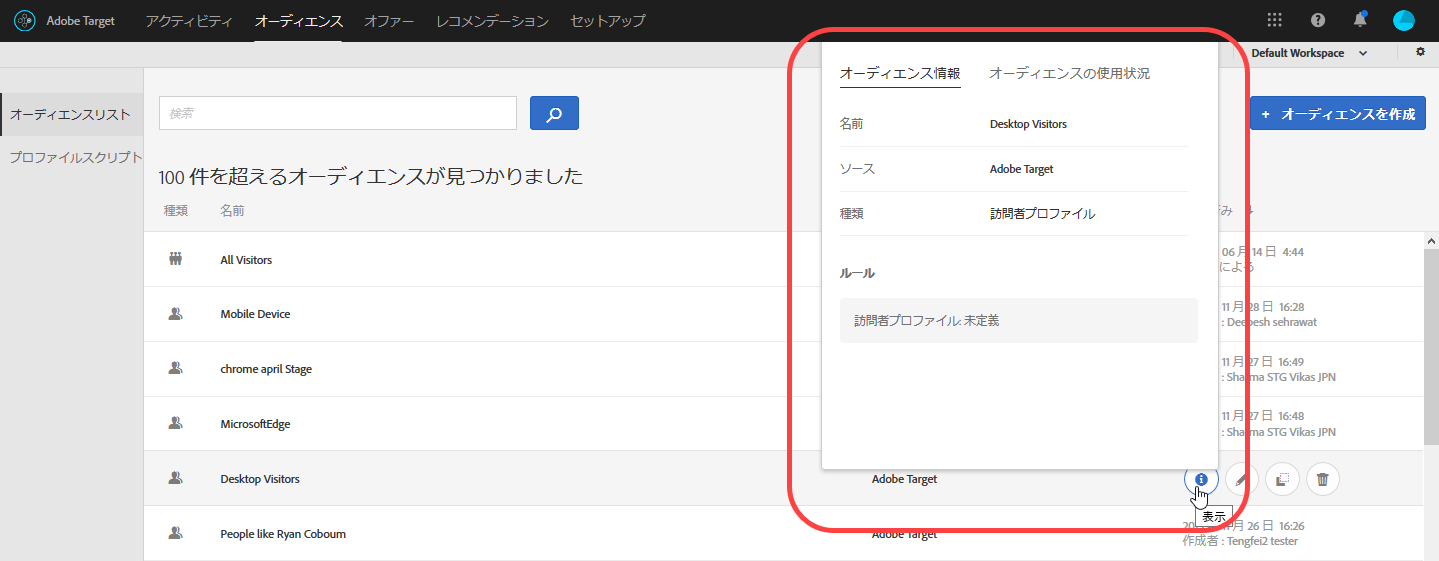 Adobe Target アクティビティ オーディエンス オファー レコメンデーション セットアップ
Default Workspace
オーディエンスリスト
プロファイルスクリプト
検索
+ オーディエンスを作成
100 件を超えるオーディエンスが見つかりました
種類 名前
オーディエンス情報 オーディエンスの使用状況
名前 Desktop Visitors
ソース Adobe Target
種類 訪問者プロファイル
ルール
訪問者プロファイル: 未定義
All Visitors
06 月 14 日 4:44
による
Mobile Device
11 月 28 日 16:28
: Deepesh sehrawat
chrome april Stage
11 月 27 日 16:49
: Sharma STG Vikas JPN
MicrosoftEdge
11 月 27 日 16:48
: Sharma STG Vikas JPN
Desktop Visitors Adobe Target
表示
People like Ryan Coboum Adobe Target
月 26 日 16:26
作成者 : Tengfei2 tester